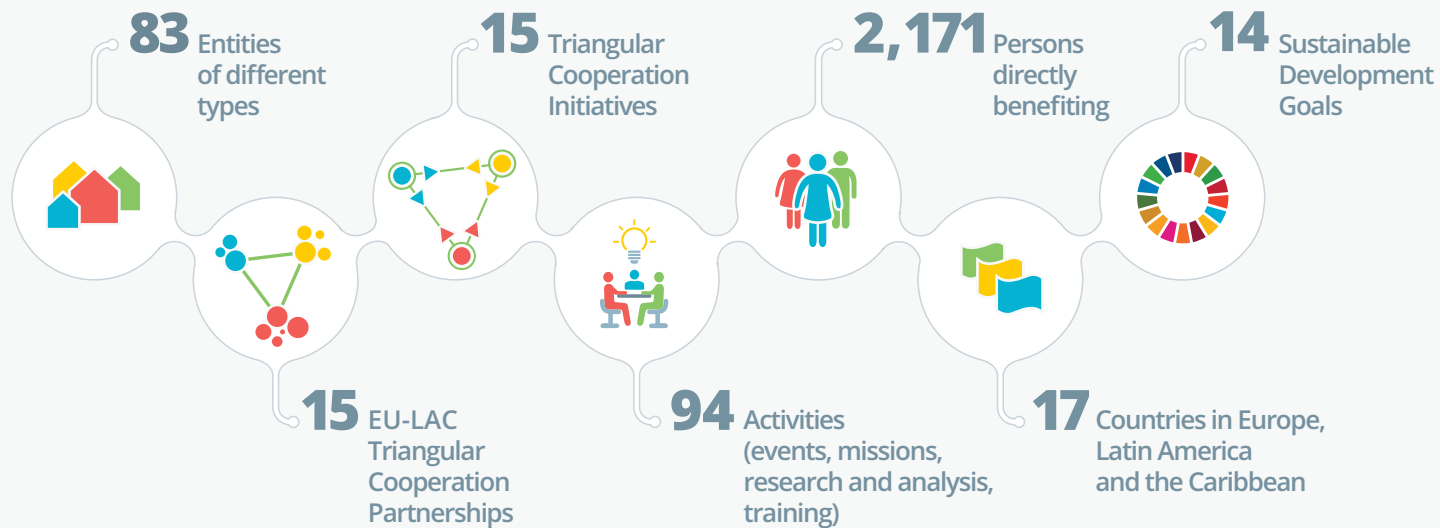 83 Entities
of different
types
15 Triangular
Cooperation
Initiatives
2,171 Persons
directly
benefiting
14 Sustainable
Development
Goals
15 EU-LAC
Triangular
Cooperation
Partnerships
94 Activities
(events, missions,
research and analysis,
training)
17 Countries in Europe,
Latin America
and the Caribbean